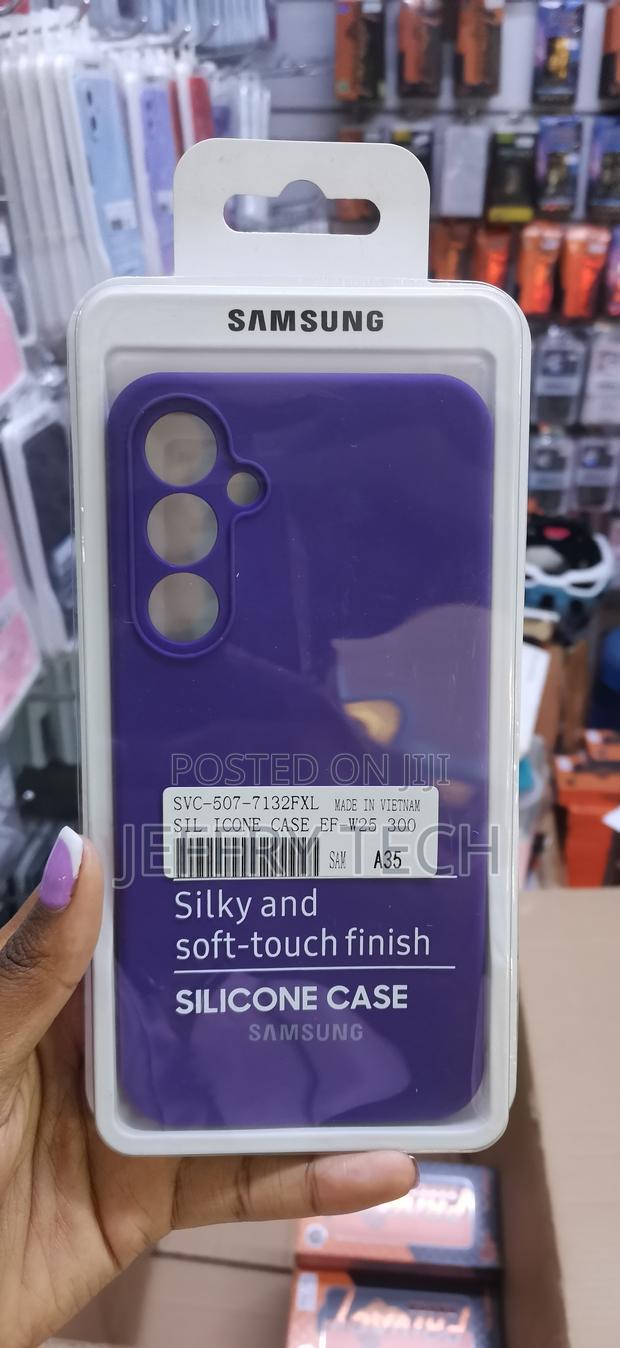 SAMSUNG
POSTED ON JIJI
SVC-507-7132FXL MADE IN VIETNAM
SIL ICONE CASE EF-W25 300
JEFFRY TECH
SAM A35
Silky and
soft-touch finish
SILICONE CASE
SAMSUNG